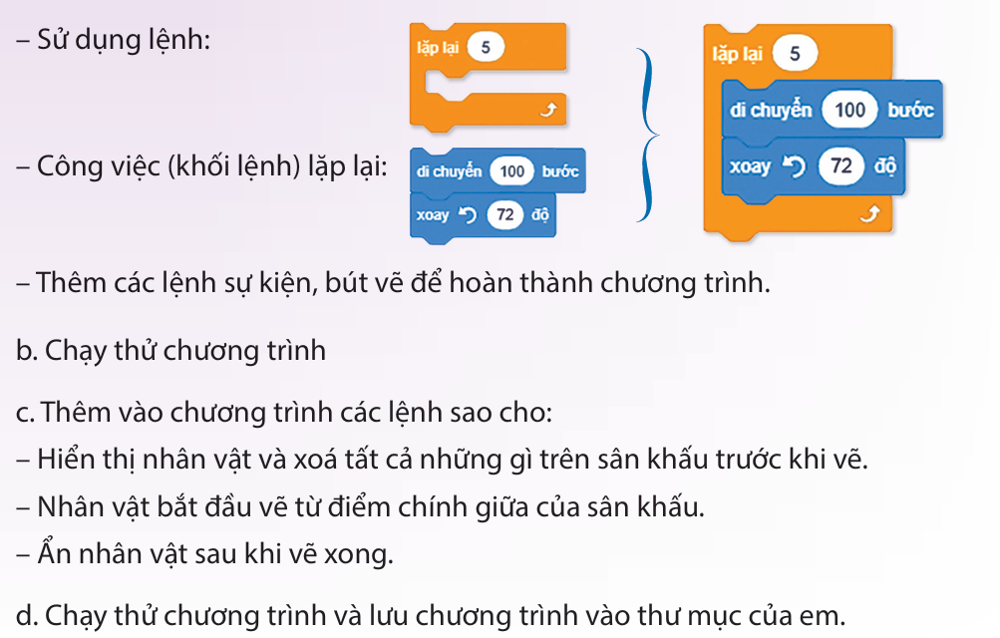 – Sử dụng lệnh:
lặp lại 5
– Công việc (khối lệnh) lặp lại:
di chuyển 100 bước
xoay 72 độ
lặp lại 5
di chuyển 100 bước
xoay 72 độ
– Thêm các lệnh sự kiện, bút vẽ để hoàn thành chương trình.
b. Chạy thử chương trình
c. Thêm vào chương trình các lệnh sao cho:
– Hiển thị nhân vật và xoá tất cả những gì trên sân khấu trước khi vẽ.
– Nhân vật bắt đầu vẽ từ điểm chính giữa của sân khấu.
– Ẩn nhân vật sau khi vẽ xong.
d. Chạy thử chương trình và lưu chương trình vào thư mục của em.